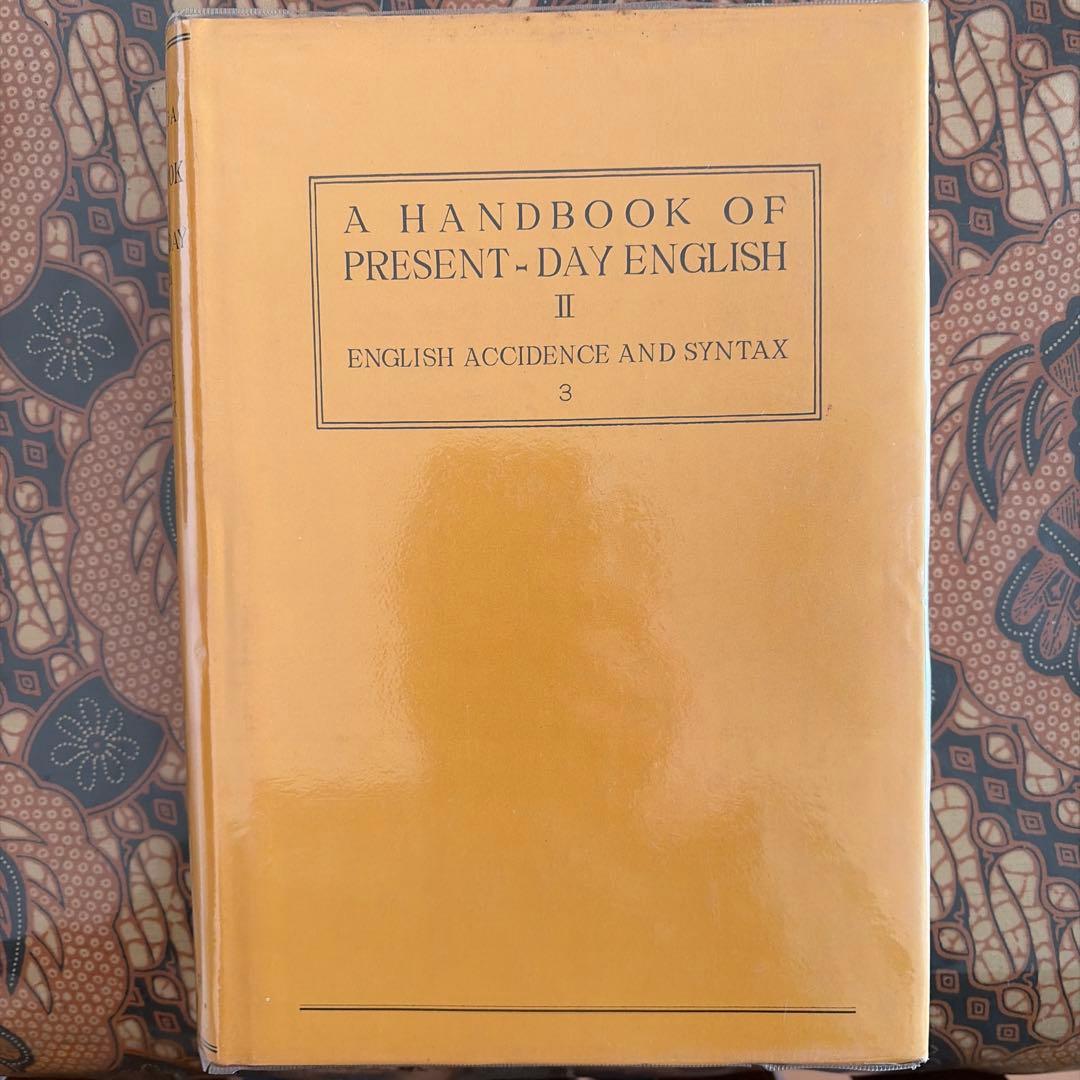 A HANDBOOK OF
PRESENT-DAY ENGLISH
II
ENGLISH ACCIDENCE AND SYNTAX
3